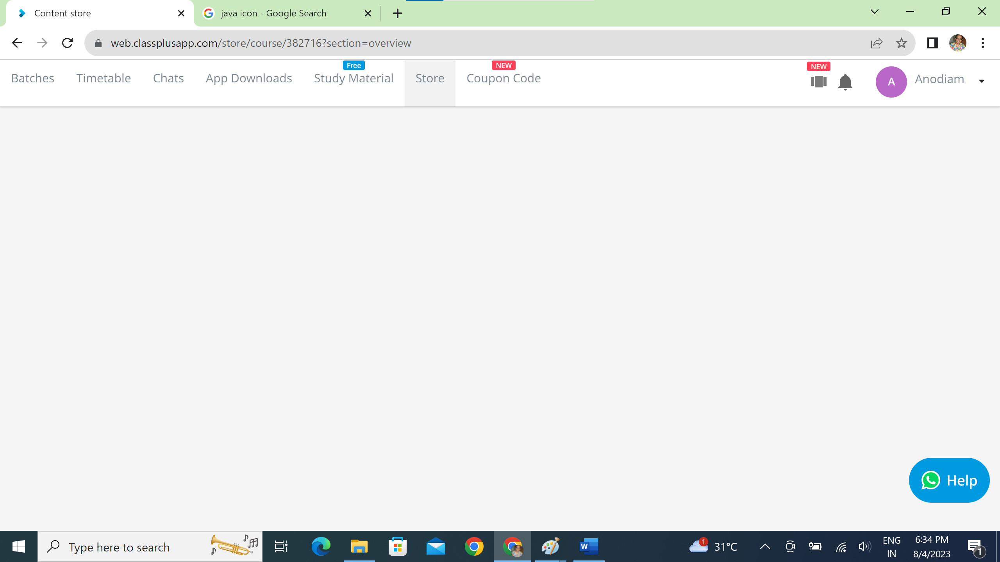 Content store
java icon - Google Search
web.classplusapp.com/store/course/382716?section=overview
Batches
Timetable
Chats
App Downloads
Free
Study Material
Store
NEW
Coupon Code
NEW
A
Anodiam
Help
Type here to search
W
1
31°C
ENG
IN
6:34 PM
8/4/2023
1